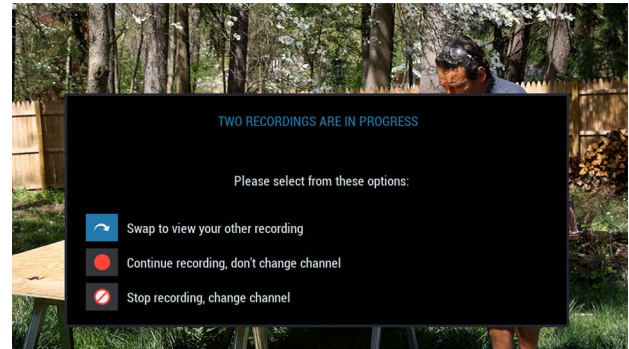 TWO RECORDINGS ARE IN PROGRESS
Please select from these options:
Swap to view your other recording
Continue recording, don't change channel
Stop recording, change channel